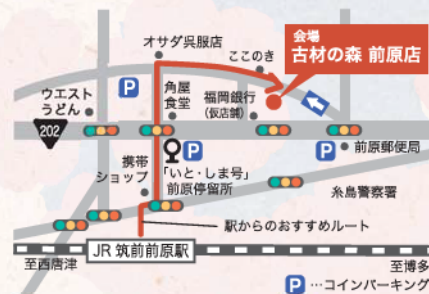 オサダ呉服店
ここのき
会場
古材の森 前原店
ウエスト
うどん
P
角屋
食堂
福岡銀行
(仮店舗)
202
P
P
前原郵便局
携帯
ショップ
「いと・しま号」
前原停留所
糸島警察署
駅からのおすすめルート
JR 筑前前原駅
至西唐津
至博多
P …コインパーキング